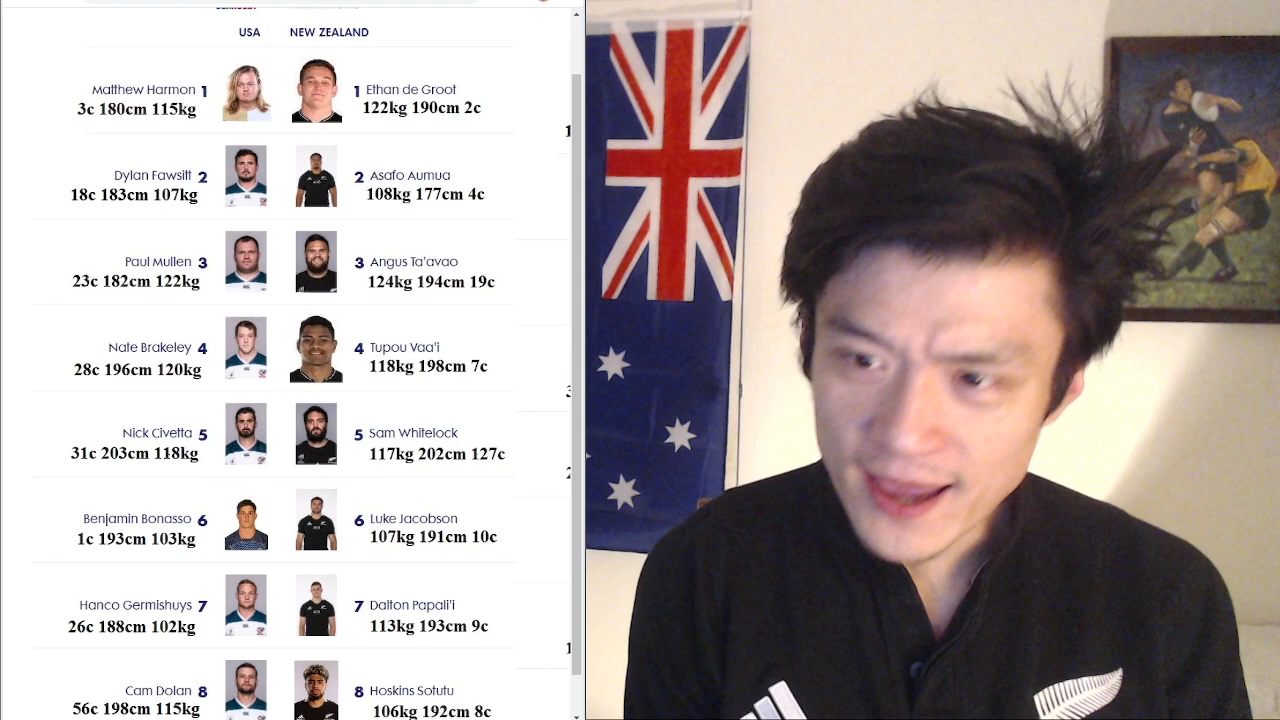 USA NEW ZEALAND
Matthew Harmon 1 1 Ethan de Groot
3c 180cm 115kg 122kg 190cm 2c
Dylan Fawsitt 2 2 Asafo Aumua
18c 183cm 107kg 108kg 177cm 4c
Paul Mullen 3 3 Angus Ta'avao
23c 182cm 122kg 124kg 194cm 19c
Nate Brakeley 4 4 Tupou Vaa'i
28c 196cm 120kg 118kg 198cm 7c
Nick Civetta 5 5 Sam Whitelock
31c 203cm 118kg 117kg 202cm 127c
Benjamin Bonasso 6 6 Luke Jacobson
1c 193cm 103kg 107kg 191cm 10c
Hanco Germishuys 7 7 Dalton Papali'i
26c 188cm 102kg 113kg 193cm 9c
Cam Dolan 8 8 Hoskins Sotutu
56c 198cm 115kg 106kg 192cm 8c